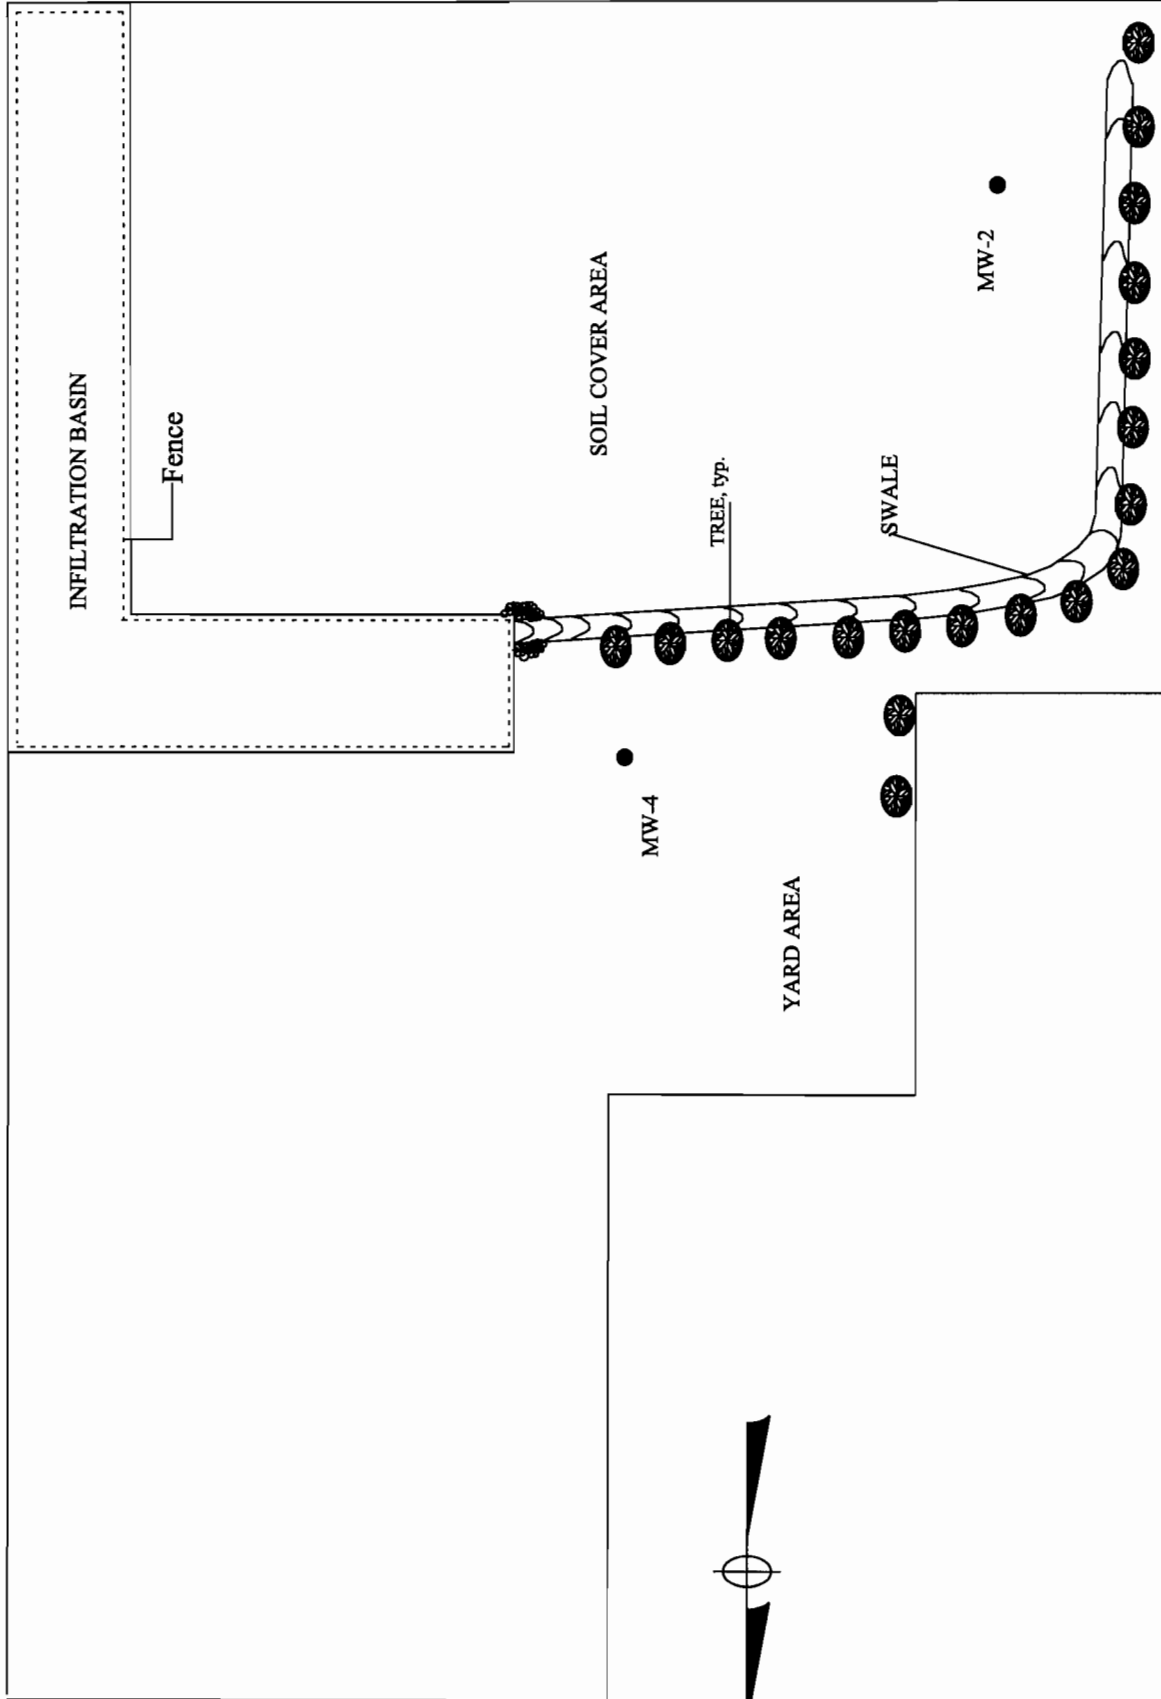 INFILTRATION BASIN
Fence
SOIL COVER AREA
TREE, typ.
SWALE
MW-2
MW-4
YARD AREA